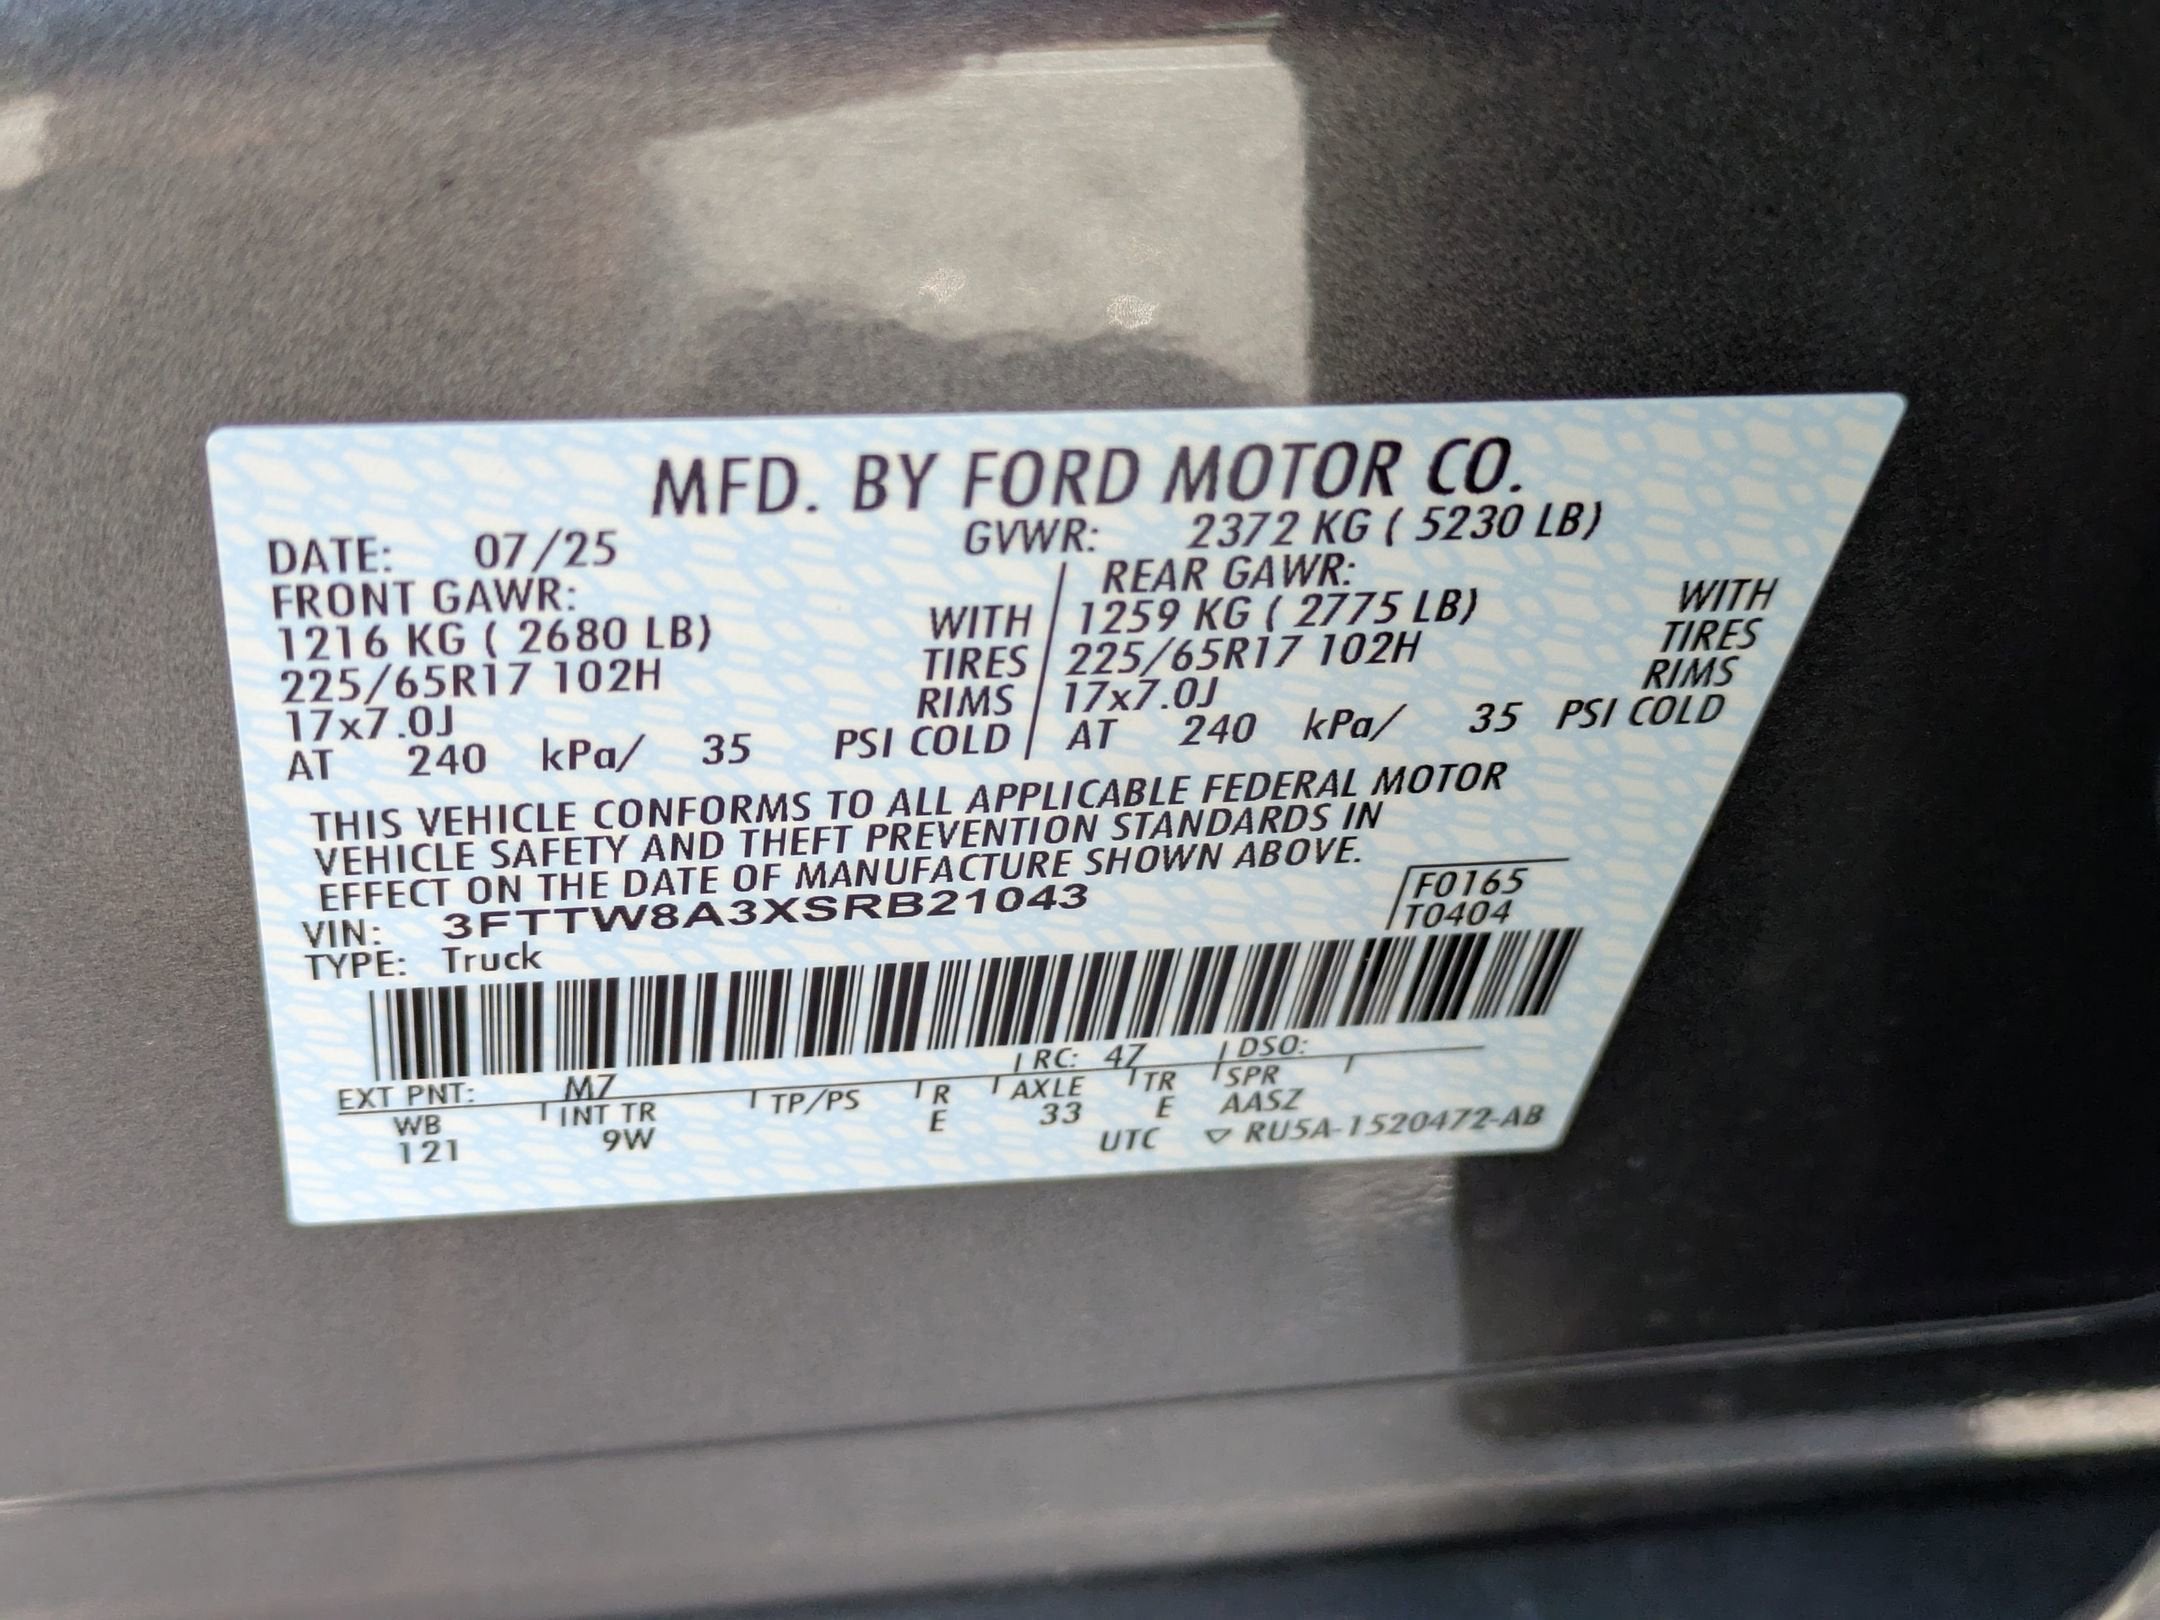 MFD. BY FORD MOTOR CO.
DATE: 07/25 GVWR: 2372 KG ( 5230 LB)
FRONT GAWR: REAR GAWR:
1216 KG ( 2680 LB) WITH 1259 KG ( 2775 LB) WITH
225/65R17 102H TIRES 225/65R17 102H TIRES
17x7.0J RIMS 17x7.0J RIMS
AT 240 kPa/ 35 PSI COLD AT 240 kPa/ 35 PSI COLD
THIS VEHICLE CONFORMS TO ALL APPLICABLE FEDERAL MOTOR
VEHICLE SAFETY AND THEFT PREVENTION STANDARDS IN
EFFECT ON THE DATE OF MANUFACTURE SHOWN ABOVE.
VIN: 3FTTW8A3XSRB21043 F0165
TYPE: Truck T0404
EXT PNT: M7 RC: 47 DSO:
WB INT TR TP/PS R AXLE TR SPR
121 9W E 33 E AASZ
UTC ▽ RU5A-1520472-AB